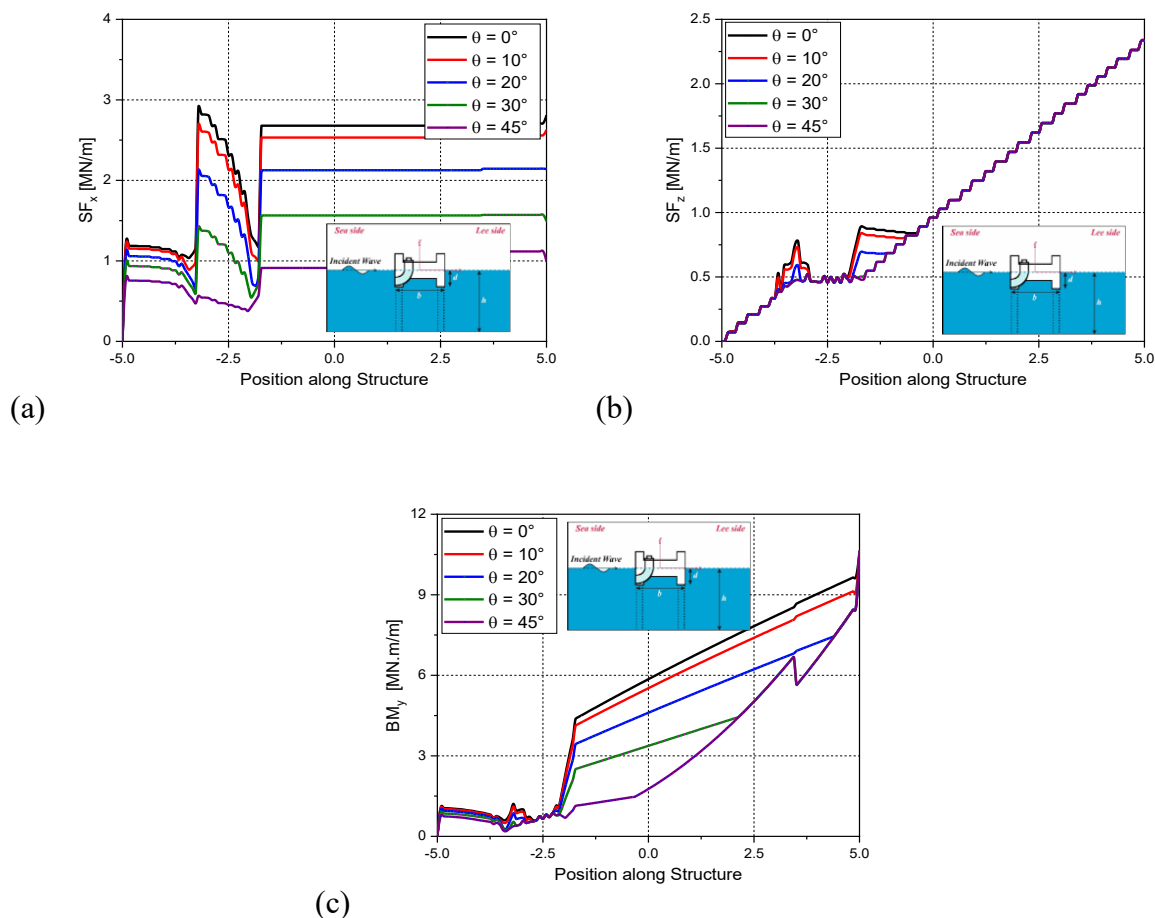 4
3
2
1
0
SFx [MN/m]
θ = 0°
θ = 10°
θ = 20°
θ = 30°
θ = 45°
Sea side
Lee side
Incident Wave
d
b
h
-5.0 -2.5 0.0 2.5 5.0
Position along Structure
(a)
2.5
2.0
1.5
1.0
0.5
0.0
SFz [MN/m]
θ = 0°
θ = 10°
θ = 20°
θ = 30°
θ = 45°
Sea side
Lee side
Incident Wave
d
b
h
-5.0 -2.5 0.0 2.5 5.0
Position along Structure
(b)
12
9
6
3
0
BMy [MN.m/m]
θ = 0°
θ = 10°
θ = 20°
θ = 30°
θ = 45°
Sea side
Lee side
Incident Wave
d
b
h
-5.0 -2.5 0.0 2.5 5.0
Position along Structure
(c)